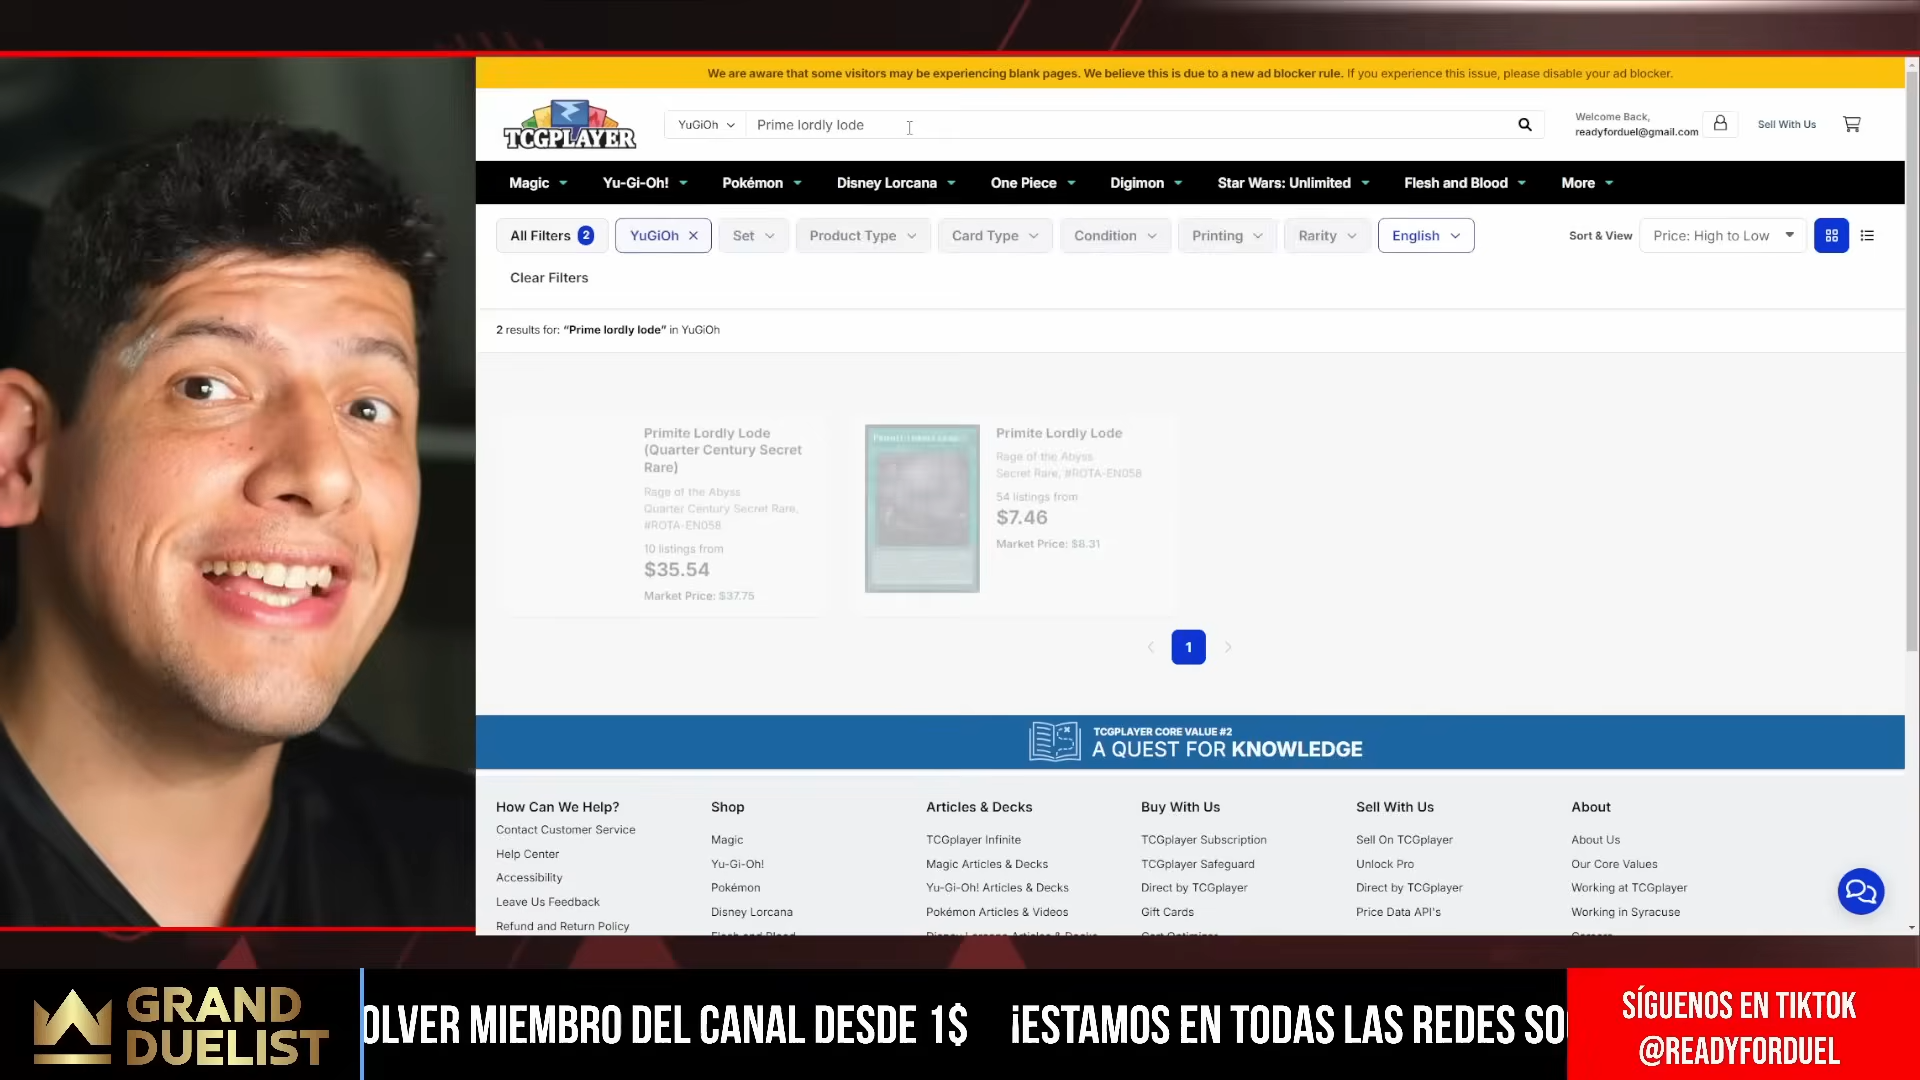 We are aware that some visitors may be experiencing blank pages. We believe this is due to a new ad blocker rule. If you experience this issue, please disable your ad blocker.
TCGPLAYER
YuGiOh
Prime lordly lode
Welcome Back,
readyforduel@gmail.com
Sell With Us
Magic
Yu-Gi-Oh!
Pokémon
Disney Lorcana
One Piece
Digimon
Star Wars: Unlimited
Flesh and Blood
More
All Filters 2
YuGiOh
Set
Product Type
Card Type
Condition
Printing
Rarity
English
Sort & View
Price: High to Low
Clear Filters
2 results for: “Prime lordly lode” in YuGiOh
Primite Lordly Lode
(Quarter Century Secret
Rare)
Rage of the Abyss
Quarter Century Secret Rare,
#ROTA-EN058
10 listings from
$35.54
Market Price: $37.75
Primite Lordly Lode
Rage of the Abyss
Secret Rare, #ROTA-EN058
54 listings from
$7.46
Market Price: $8.31
1
TCGPLAYER CORE VALUE #2
A QUEST FOR KNOWLEDGE
How Can We Help?
Contact Customer Service
Help Center
Accessibility
Leave Us Feedback
Refund and Return Policy
Shop
Magic
Yu-Gi-Oh!
Pokémon
Disney Lorcana
Flesh and Blood
Articles & Decks
TCGplayer Infinite
Magic Articles & Decks
Yu-Gi-Oh! Articles & Decks
Pokémon Articles & Videos
Disney Lorcana Articles & Decks
Buy With Us
TCGplayer Subscription
TCGplayer Safeguard
Direct by TCGplayer
Gift Cards
Cart Optimizer
Sell With Us
Sell On TCGplayer
Unlock Pro
Direct by TCGplayer
Price Data API's
About
About Us
Our Core Values
Working at TCGplayer
Working in Syracuse
Careers
GRAND
DUELIST
OLVER MIEMBRO DEL CANAL DESDE 1$ ¡ESTAMOS EN TODAS LAS REDES SO
SÍGUENOS EN TIKTOK
@READYFORDUEL